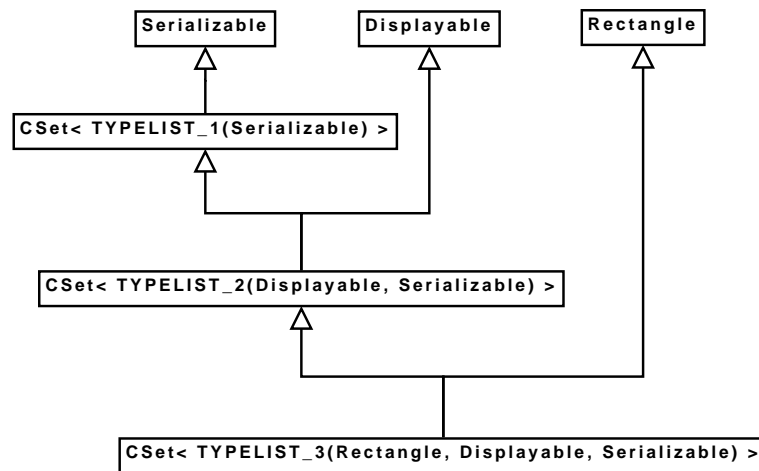 Serializable
Displayable
Rectangle
CSet< TYPELIST_1(Serializable) >
CSet< TYPELIST_2(Displayable, Serializable) >
CSet< TYPELIST_3(Rectangle, Displayable, Serializable) >